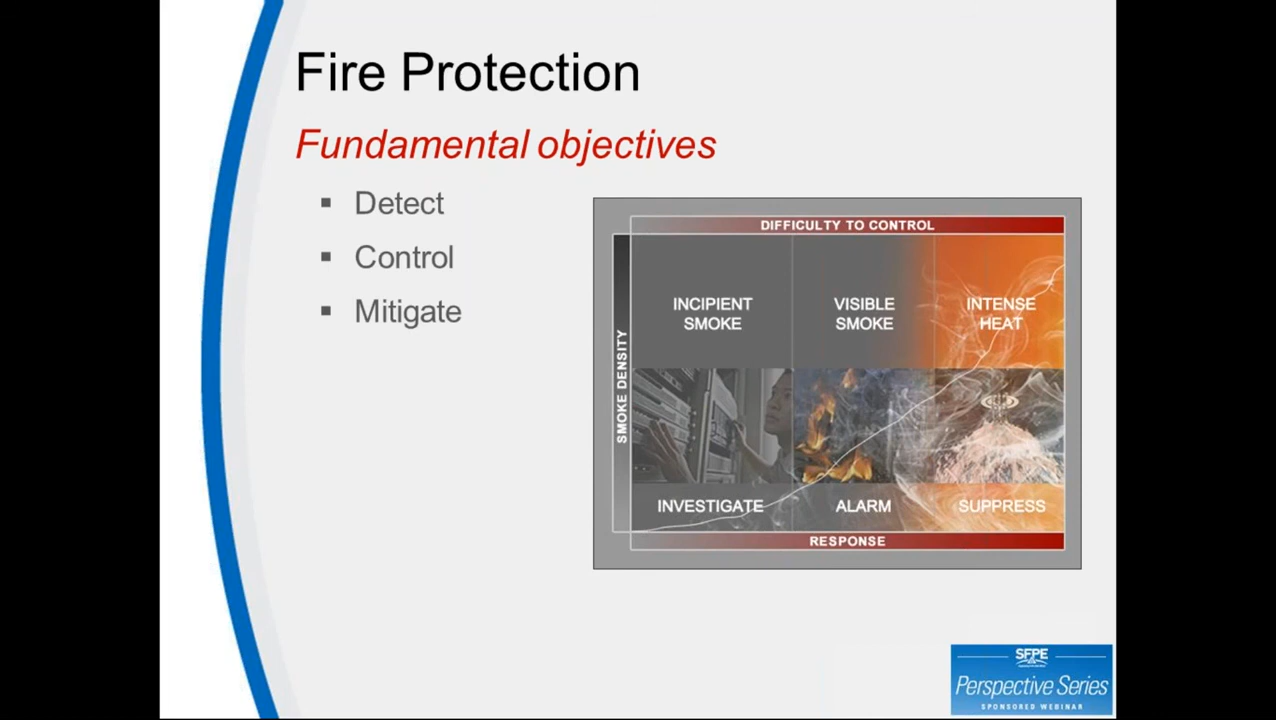 Fire Protection
Fundamental objectives
▪ Detect
▪ Control
▪ Mitigate
DIFFICULTY TO CONTROL
SMOKE DENSITY
INCIPIENT
SMOKE
VISIBLE
SMOKE
INTENSE
HEAT
INVESTIGATE
ALARM
SUPPRESS
RESPONSE
SFPE
Perspective Series
SPONSORED WEBINAR